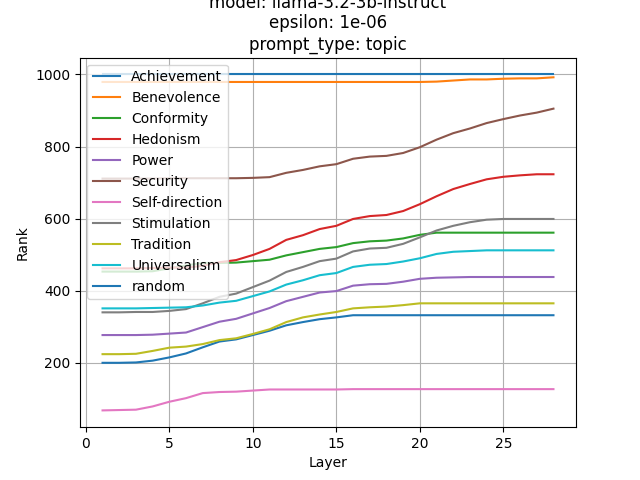 model: llama-3.2-3b-instruct
epsilon: 1e-06
prompt_type: topic
Rank
1000
800
600
400
200
Achievement
Benevolence
Conformity
Hedonism
Power
Security
Self-direction
Stimulation
Tradition
Universalism
random
0 5 10 15 20 25
Layer